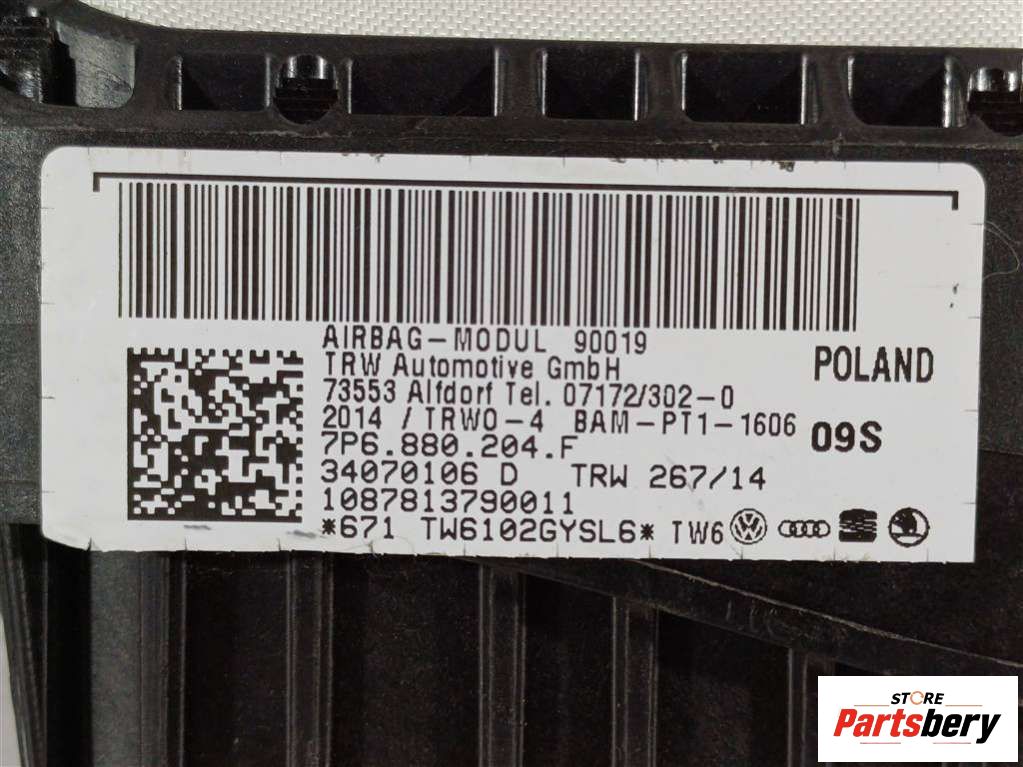 AIRBAG-MODUL 90019
TRW Automotive GmbH
73553 Alfdorf Tel. 07172/302-0
2014 / TRWO-4 BAM-PT1-1606
7P6.880.204.F
34070106 D TRW 267/14
1087813790011
*671 TW6102GYSL6* TW6
POLAND
09S
STORE
Partsbery